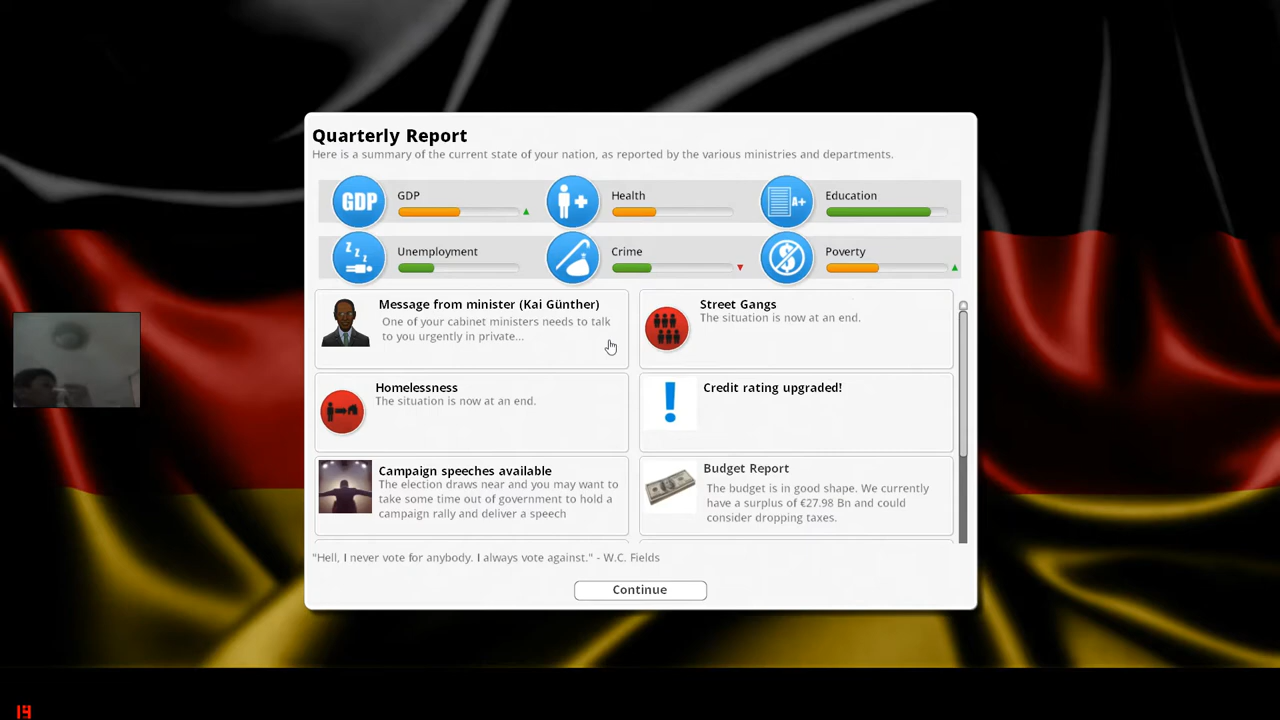 Quarterly Report
Here is a summary of the current state of your nation, as reported by the various ministries and departments.
GDP
GDP
Health
A+
Education
Z Z Z
Unemployment
Crime
$
Poverty
Message from minister (Kai Günther)
One of your cabinet ministers needs to talk
to you urgently in private...
Street Gangs
The situation is now at an end.
Homelessness
The situation is now at an end.
!
Credit rating upgraded!
Campaign speeches available
The election draws near and you may want to
take some time out of government to hold a
campaign rally and deliver a speech
Budget Report
The budget is in good shape. We currently
have a surplus of €27.98 Bn and could
consider dropping taxes.
"Hell, I never vote for anybody. I always vote against." - W.C. Fields
Continue
19